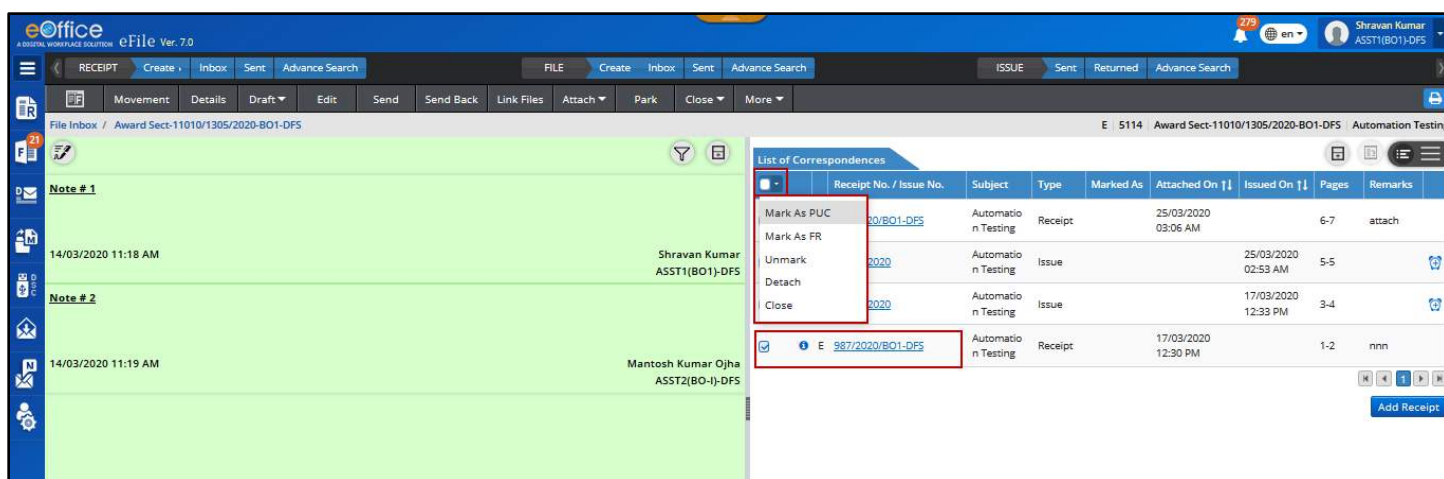 279
eOffice
A DIGITAL WORKPLACE SOLUTION eFile Ver. 7.0
en
Shravan Kumar
ASST1(BO1)-DFS
RECEIPT Create Inbox Sent Advance Search FILE Create Inbox Sent Advance Search ISSUE Sent Returned Advance Search
Movement Details Draft Edit Send Send Back Link Files Attach Park Close More
File Inbox / Award Sect-11010/1305/2020-BO1-DFS E 5114 Award Sect-11010/1305/2020-BO1-DFS Automation Testin
21
List of Correspondences
Note # 1
14/03/2020 11:18 AM
Shravan Kumar
ASST1(BO1)-DFS
Note # 2
14/03/2020 11:19 AM
Mantosh Kumar Ojha
ASST2(BO-I)-DFS
DSC
Receipt No. / Issue No. Subject Type Marked As Attached On Issued On Pages Remarks
Mark As PUC
Mark As FR
Unmark
Detach
Close
20/BO1-DFS Automatio
n Testing Receipt 25/03/2020
03:06 AM 6-7 attach
2020 Automatio
n Testing Issue 25/03/2020
02:53 AM 5-5
2020 Automatio
n Testing Issue 17/03/2020
12:33 PM 3-4
E 987/2020/BO1-DFS Automatio
n Testing Receipt 17/03/2020
12:30 PM 1-2 nnn
1
Add Receipt